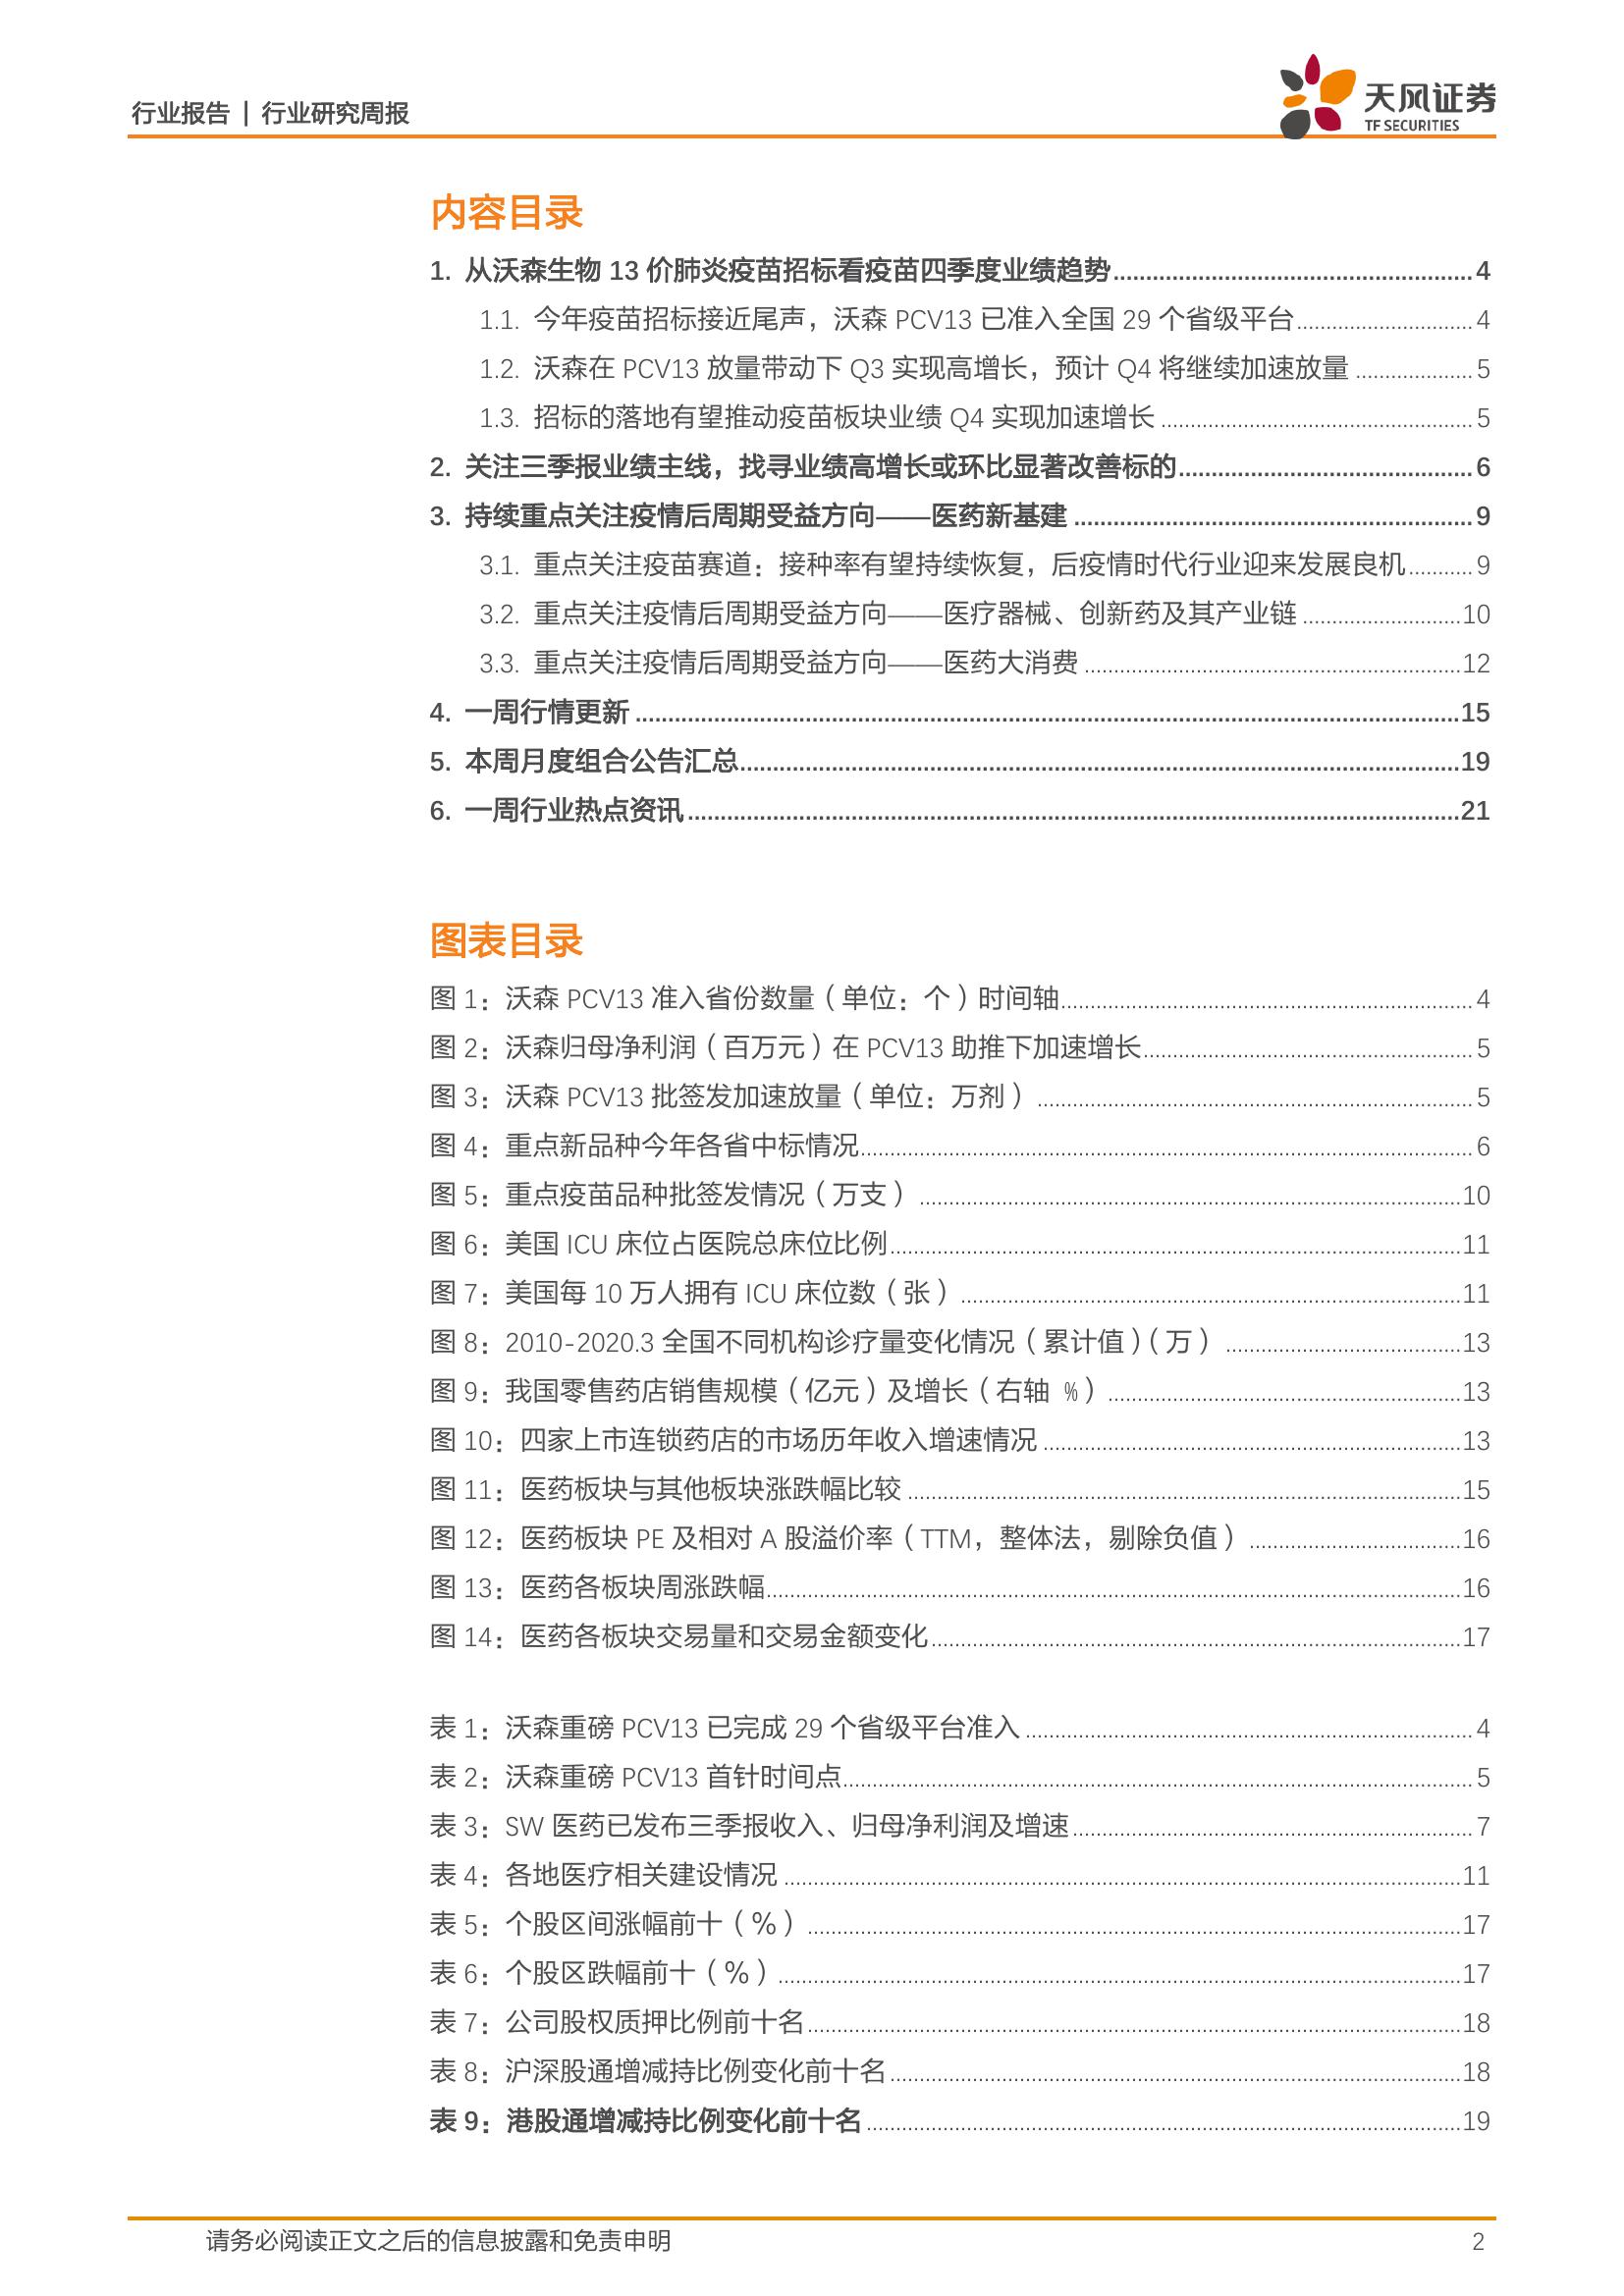 行业报告 | 行业研究周报
天风证券
TF SECURITIES
内容目录
1. 从沃森生物 13 价肺炎疫苗招标看疫苗四季度业绩趋势 4
1.1. 今年疫苗招标接近尾声，沃森 PCV13 已准入全国 29 个省级平台 4
1.2. 沃森在 PCV13 放量带动下 Q3 实现高增长，预计 Q4 将继续加速放量 5
1.3. 招标的落地有望推动疫苗板块业绩 Q4 实现加速增长 5
2. 关注三季报业绩主线，找寻业绩高增长或环比显著改善标的 6
3. 持续重点关注疫情后周期受益方向——医药新基建 9
3.1. 重点关注疫苗赛道：接种率有望持续恢复，后疫情时代行业迎来发展良机 9
3.2. 重点关注疫情后周期受益方向——医疗器械、创新药及其产业链 10
3.3. 重点关注疫情后周期受益方向——医药大消费 12
4. 一周行情更新 15
5. 本周月度组合公告汇总 19
6. 一周行业热点资讯 21
图表目录
图 1：沃森 PCV13 准入省份数量（单位：个）时间轴 4
图 2：沃森归母净利润（百万元）在 PCV13 助推下加速增长 5
图 3：沃森 PCV13 批签发加速放量（单位：万剂） 5
图 4：重点新品种今年各省中标情况 6
图 5：重点疫苗品种批签发情况（万支） 10
图 6：美国 ICU 床位占医院总床位比例 11
图 7：美国每 10 万人拥有 ICU 床位数（张） 11
图 8：2010-2020.3 全国不同机构诊疗量变化情况（累计值）（万） 13
图 9：我国零售药店销售规模（亿元）及增长（右轴 %） 13
图 10：四家上市连锁药店的市场历年收入增速情况 13
图 11：医药板块与其他板块涨跌幅比较 15
图 12：医药板块 PE 及相对 A 股溢价率（TTM，整体法，剔除负值） 16
图 13：医药各板块周涨跌幅 16
图 14：医药各板块交易量和交易金额变化 17
表 1：沃森重磅 PCV13 已完成 29 个省级平台准入 4
表 2：沃森重磅 PCV13 首针时间点 5
表 3：SW 医药已发布三季报收入、归母净利润及增速 7
表 4：各地医疗相关建设情况 11
表 5：个股区间涨幅前十（%） 17
表 6：个股区跌幅前十（%） 17
表 7：公司股权质押比例前十名 18
表 8：沪深股通增减持比例变化前十名 18
表 9：港股通增减持比例变化前十名 19
请务必阅读正文之后的信息披露和免责申明 2